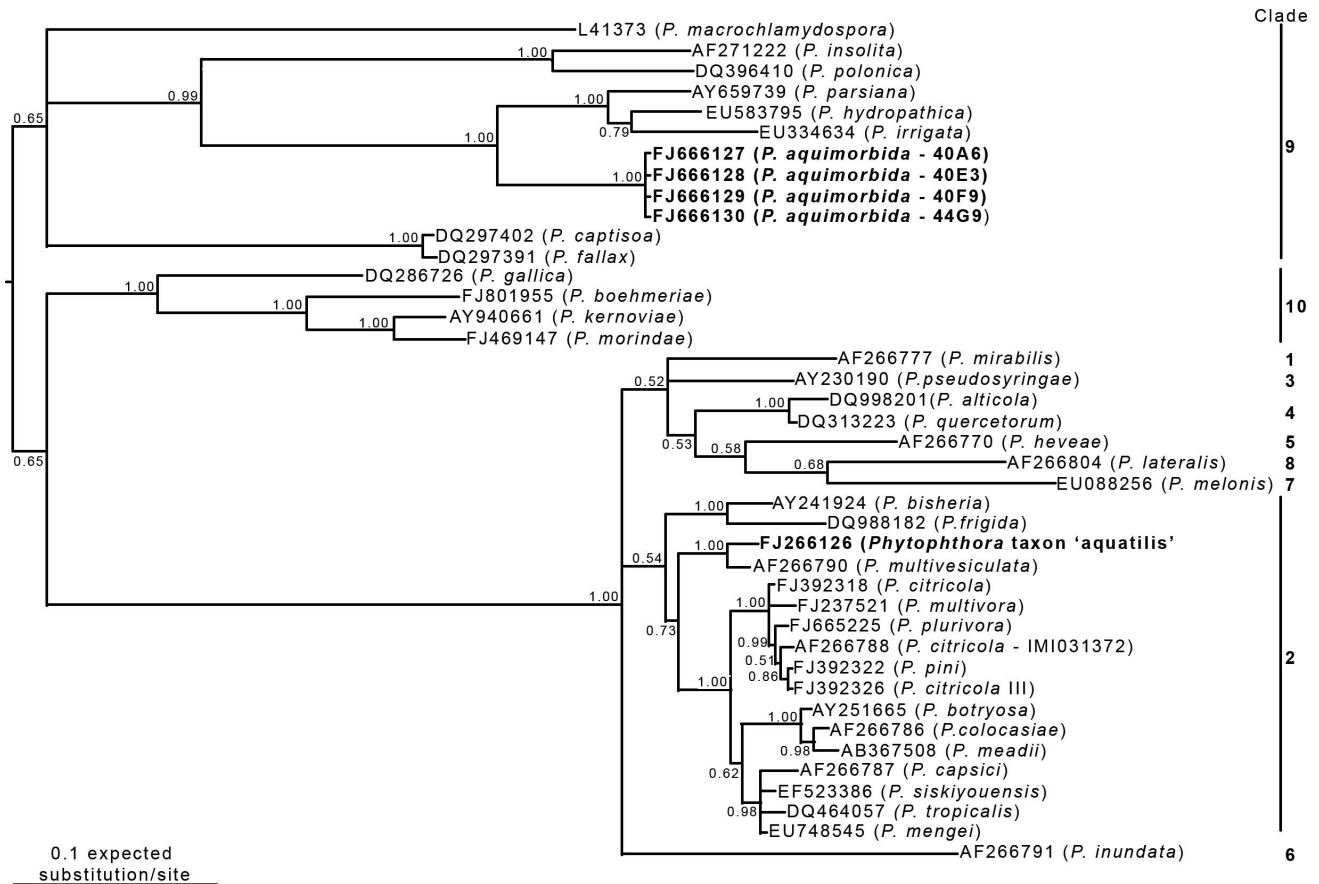 Clade
L41373 (P. macrochlamydospora)
1.00
AF271222 (P. insolita)
DQ396410 (P. polonica)
0.99
1.00
AY659739 (P. parsiana)
EU583795 (P. hydropathica)
0.65
0.79
EU334634 (P. irrigata)
1.00
9
FJ666127 (P. aquimorbida - 40A6)
1.00
FJ666128 (P. aquimorbida - 40E3)
FJ666129 (P. aquimorbida - 40F9)
FJ666130 (P. aquimorbida - 44G9)
1.00
DQ297402 (P. captisoa)
DQ297391 (P. fallax)
1.00
DQ286726 (P. gallica)
1.00
FJ801955 (P. boehmeriae)
10
1.00
AY940661 (P. kernoviae)
FJ469147 (P. morindae)
AF266777 (P. mirabilis)
1
0.52
AY230190 (P.pseudosyringae)
3
1.00
DQ998201(P. alticola)
4
DQ313223 (P. quercetorum)
0.53
0.58
AF266770 (P. heveae)
5
0.65
0.68
AF266804 (P. lateralis)
8
EU088256 (P. melonis)
7
1.00
AY241924 (P. bisheria)
DQ988182 (P.frigida)
0.54
1.00
FJ266126 (Phytophthora taxon ‘aquatilis’
AF266790 (P. multivesiculata)
1.00
1.00
FJ392318 (P. citricola)
FJ237521 (P. multivora)
0.73
FJ665225 (P. plurivora)
0.99
AF266788 (P. citricola - IMI031372)
2
0.51
FJ392322 (P. pini)
0.86
1.00
FJ392326 (P. citricola III)
1.00
AY251665 (P. botryosa)
AF266786 (P.colocasiae)
0.98
AB367508 (P. meadii)
0.62
AF266787 (P. capsici)
EF523386 (P. siskiyouensis)
0.98
DQ464057 (P. tropicalis)
EU748545 (P. mengei)
AF266791 (P. inundata)
6
0.1 expected
substitution/site